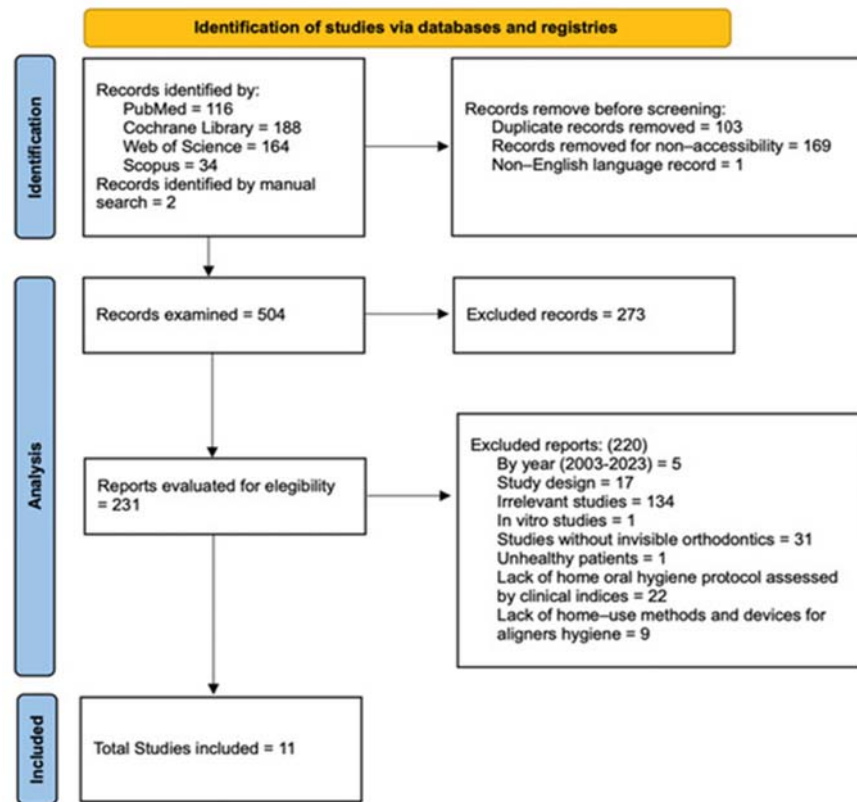 Identification of studies via databases and registries
Identification
Records identified by:
PubMed = 116
Cochrane Library = 188
Web of Science = 164
Scopus = 34
Records identified by manual
search = 2
Records remove before screening:
Duplicate records removed = 103
Records removed for non–accessibility = 169
Non–English language record = 1
Analysis
Records examined = 504
Excluded records = 273
Reports evaluated for elegibility
= 231
Excluded reports: (220)
By year (2003-2023) = 5
Study design = 17
Irrelevant studies = 134
In vitro studies = 1
Studies without invisible orthodontics = 31
Unhealthy patients = 1
Lack of home oral hygiene protocol assessed
by clinical indices = 22
Lack of home–use methods and devices for
aligners hygiene = 9
Included
Total Studies included = 11